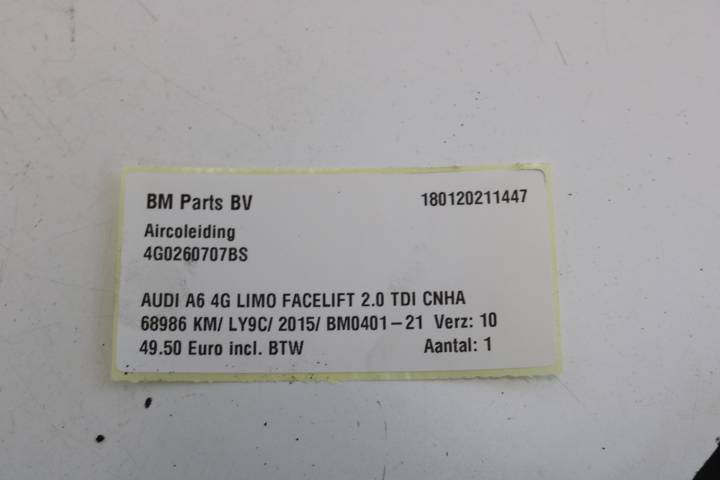 BM Parts BV 180120211447
Aircoleiding
4G0260707BS
AUDI A6 4G LIMO FACELIFT 2.0 TDI CNHA
68986 KM/ LY9C/ 2015/ BM0401-21 Verz: 10
49.50 Euro incl. BTW Aantal: 1